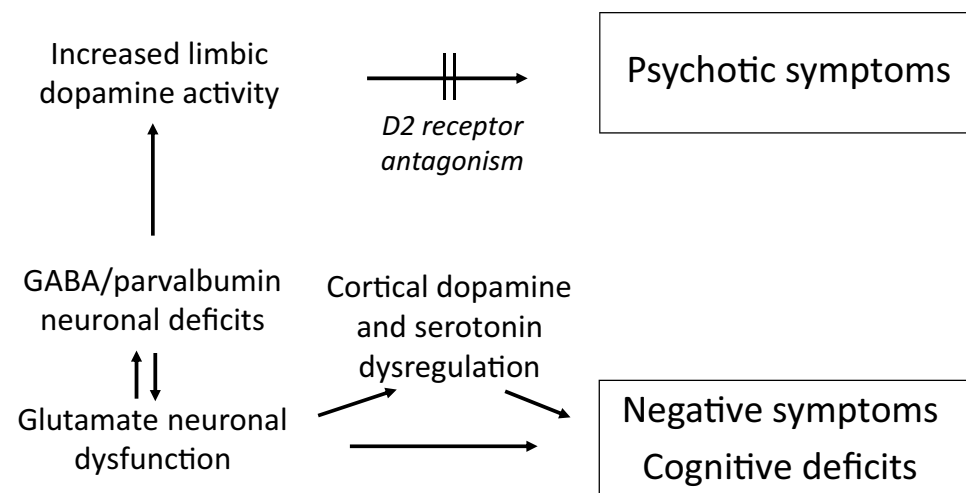 Increased limbic
dopamine activity
D2 receptor
antagonism
Psychotic symptoms
GABA/parvalbumin
neuronal deficits
Cortical dopamine
and serotonin
dysregulation
Glutamate neuronal
dysfunction
Negative symptoms
Cognitive deficits